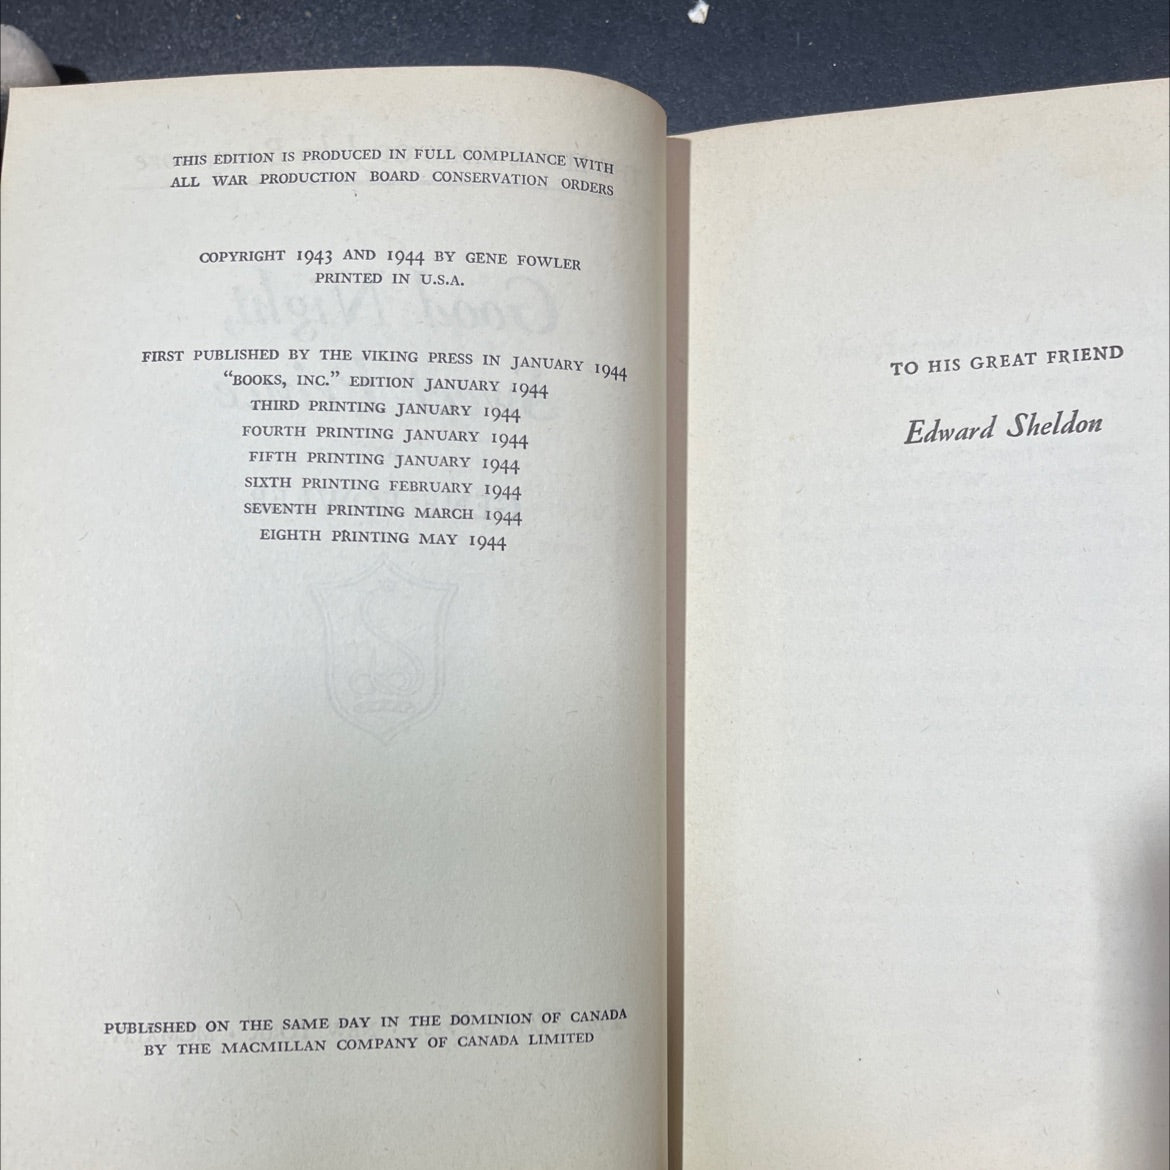 THIS EDITION IS PRODUCED IN FULL COMPLIANCE WITH
ALL WAR PRODUCTION BOARD CONSERVATION ORDERS
COPYRIGHT 1943 AND 1944 BY GENE FOWLER
PRINTED IN U.S.A.
FIRST PUBLISHED BY THE VIKING PRESS IN JANUARY 1944
“BOOKS, INC.” EDITION JANUARY 1944
THIRD PRINTING JANUARY 1944
FOURTH PRINTING JANUARY 1944
FIFTH PRINTING JANUARY 1944
SIXTH PRINTING FEBRUARY 1944
SEVENTH PRINTING MARCH 1944
EIGHTH PRINTING MAY 1944
PUBLISHED ON THE SAME DAY IN THE DOMINION OF CANADA
BY THE MACMILLAN COMPANY OF CANADA LIMITED
TO HIS GREAT FRIEND
Edward Sheldon